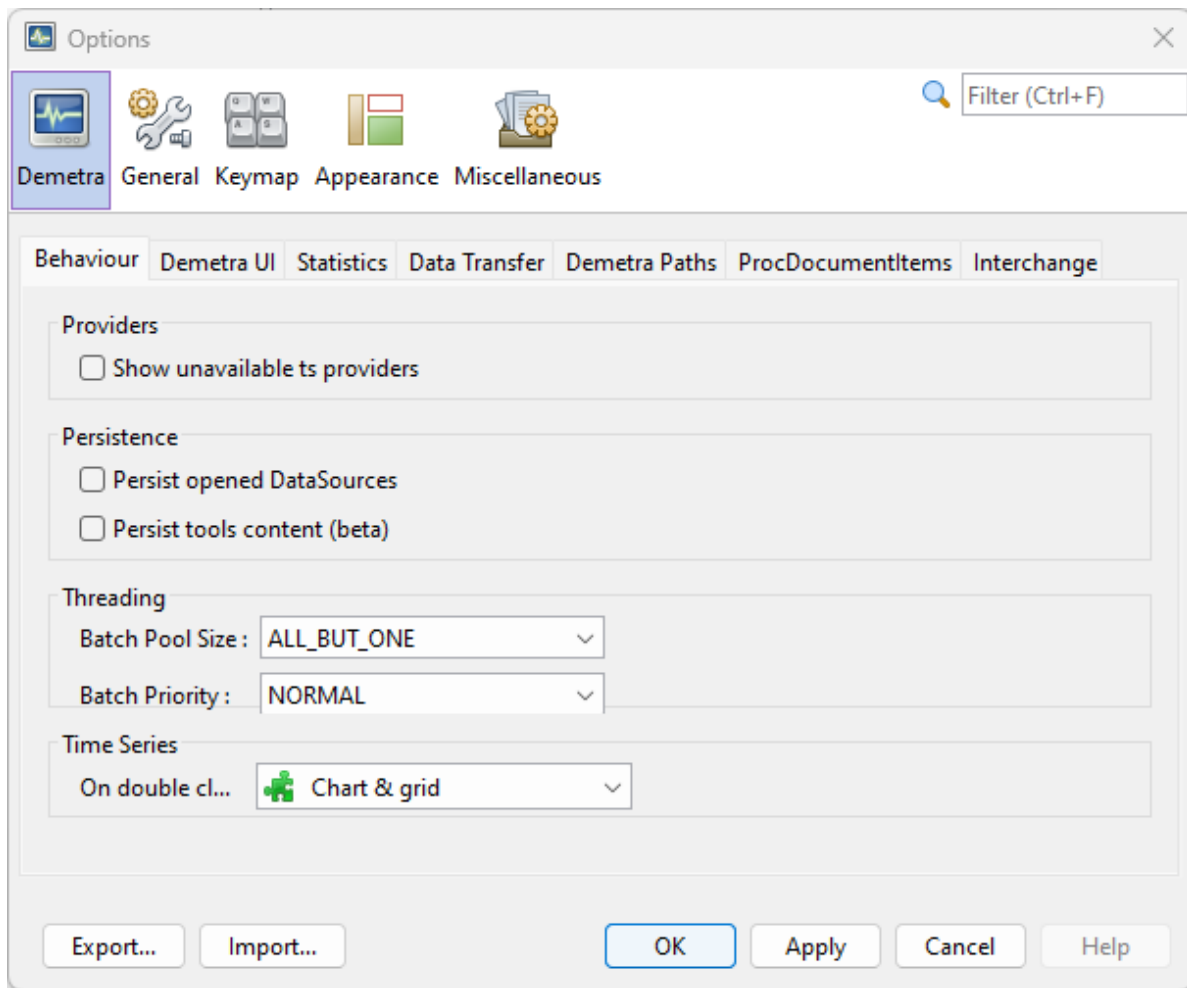 Options
Filter (Ctrl+F)
Demetra General Keymap Appearance Miscellaneous
Behaviour Demetra UI Statistics Data Transfer Demetra Paths ProcDocumentItems Interchange
Providers
Show unavailable ts providers
Persistence
Persist opened DataSources
Persist tools content (beta)
Threading
Batch Pool Size : ALL_BUT_ONE
Batch Priority : NORMAL
Time Series
On double cl... Chart & grid
Export... Import... OK Apply Cancel Help